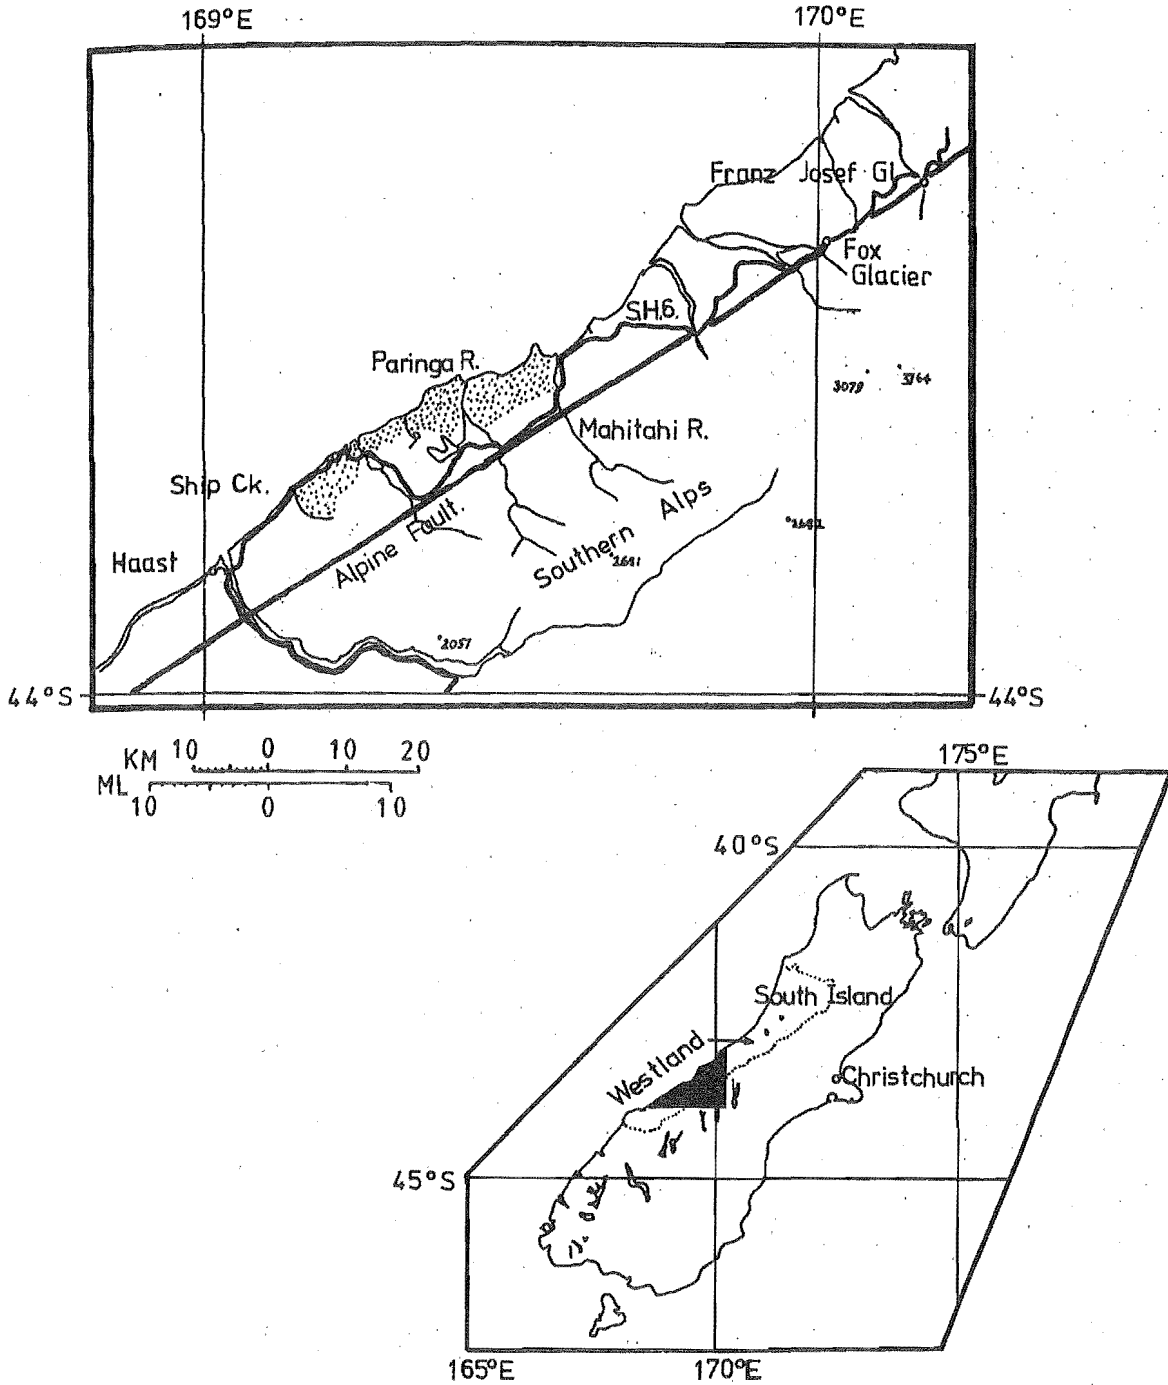 169°E 170°E
Franz Josef Gl.
Fox
Glacier
S.H.6.
Paringa R.
3079 3764
Mahitahi R.
Ship Ck.
Alps
2642
Alpine Fault.
Southern
2641
Haast
2057
44°S 44°S
KM 10 0 10 20
ML
10 0 10
175°E
40°S
South Island
Westland
Christchurch
45°S
165°E 170°E